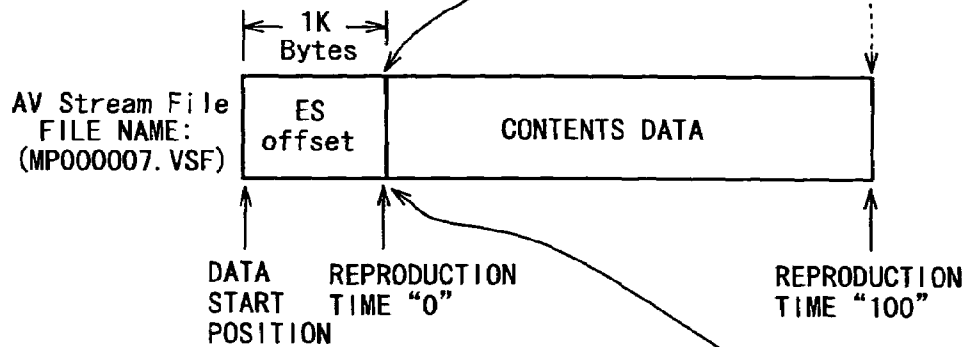 1K
Bytes
AV Stream File
FILE NAME:
(MP000007.VSF)
ES
offset
CONTENTS DATA
DATA
START
POSITION
REPRODUCTION
TIME “0”
REPRODUCTION
TIME “100”